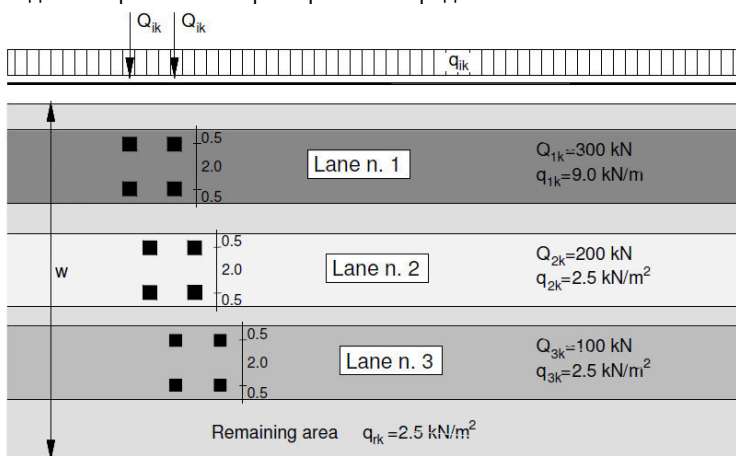 Q_ik Q_ik
q_ik
0.5
2.0
0.5
Lane n. 1
Q_1k=300 kN
q_1k=9.0 kN/m
w
0.5
2.0
0.5
Lane n. 2
Q_2k=200 kN
q_2k=2.5 kN/m²
0.5
2.0
0.5
Lane n. 3
Q_3k=100 kN
q_3k=2.5 kN/m²
Remaining area q_rk =2.5 kN/m²